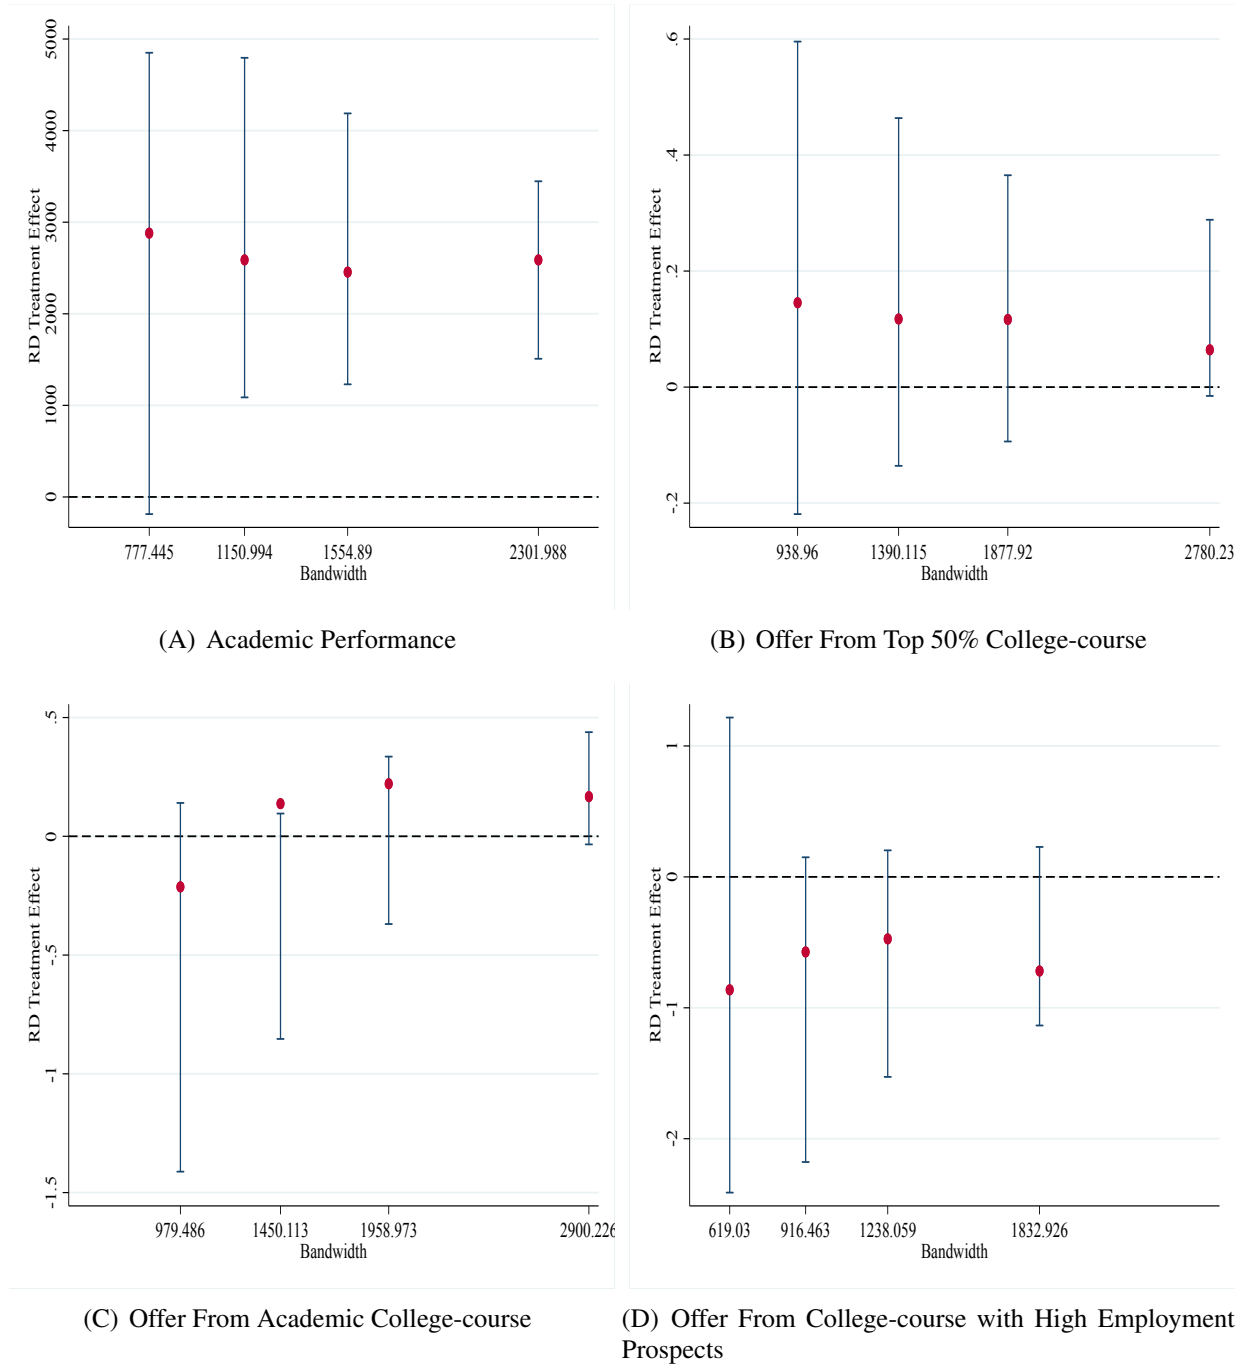 5000
4000
3000
2000
1000
0
RD Treatment Effect
777.445 1150.994 1554.89 2301.988
Bandwidth
(A) Academic Performance
.6
.4
.2
0
-.2
RD Treatment Effect
938.96 1390.115 1877.92 2780.23
Bandwidth
(B) Offer From Top 50% College-course
.5
0
-.5
-1
-1.5
RD Treatment Effect
979.486 1450.113 1958.973 2900.226
Bandwidth
(C) Offer From Academic College-course
1
0
-1
-2
RD Treatment Effect
619.03 916.463 1238.059 1832.926
Bandwidth
(D) Offer From College-course with High Employment
Prospects